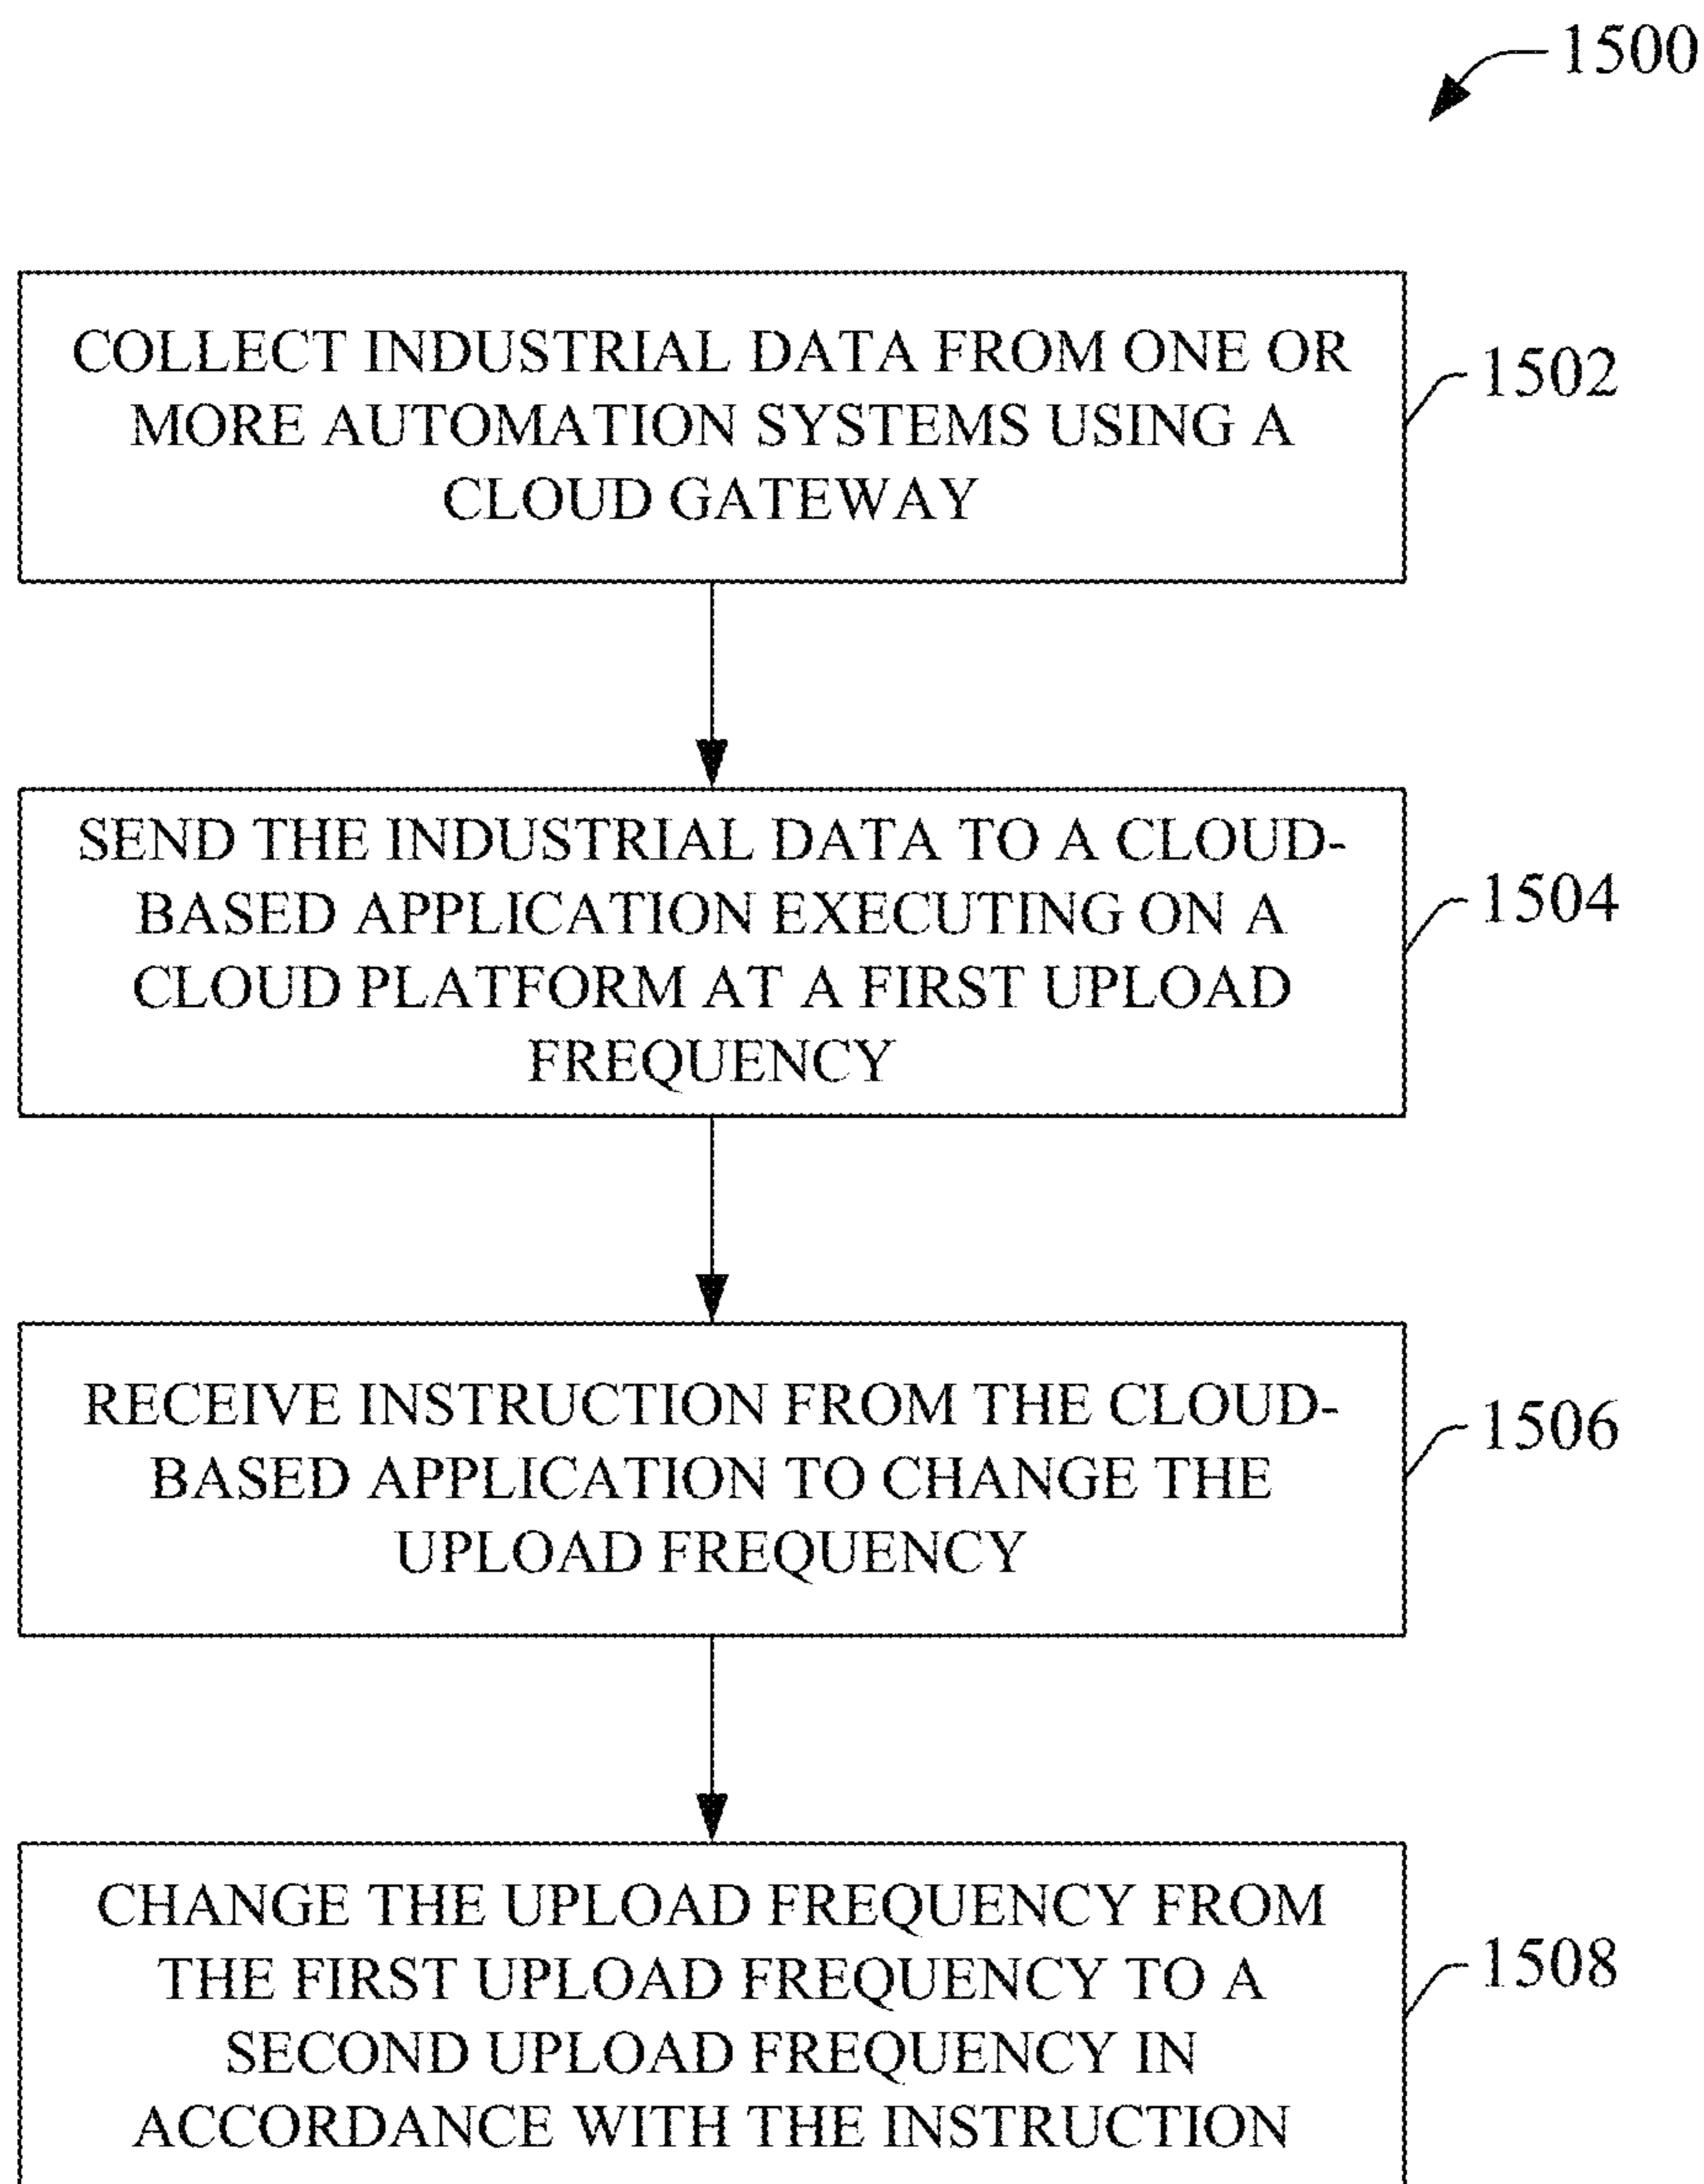 1500
COLLECT INDUSTRIAL DATA FROM ONE OR
MORE AUTOMATION SYSTEMS USING A
CLOUD GATEWAY
1502
SEND THE INDUSTRIAL DATA TO A CLOUD-
BASED APPLICATION EXECUTING ON A
CLOUD PLATFORM AT A FIRST UPLOAD
FREQUENCY
1504
RECEIVE INSTRUCTION FROM THE CLOUD-
BASED APPLICATION TO CHANGE THE
UPLOAD FREQUENCY
1506
CHANGE THE UPLOAD FREQUENCY FROM
THE FIRST UPLOAD FREQUENCY TO A
SECOND UPLOAD FREQUENCY IN
ACCORDANCE WITH THE INSTRUCTION
1508